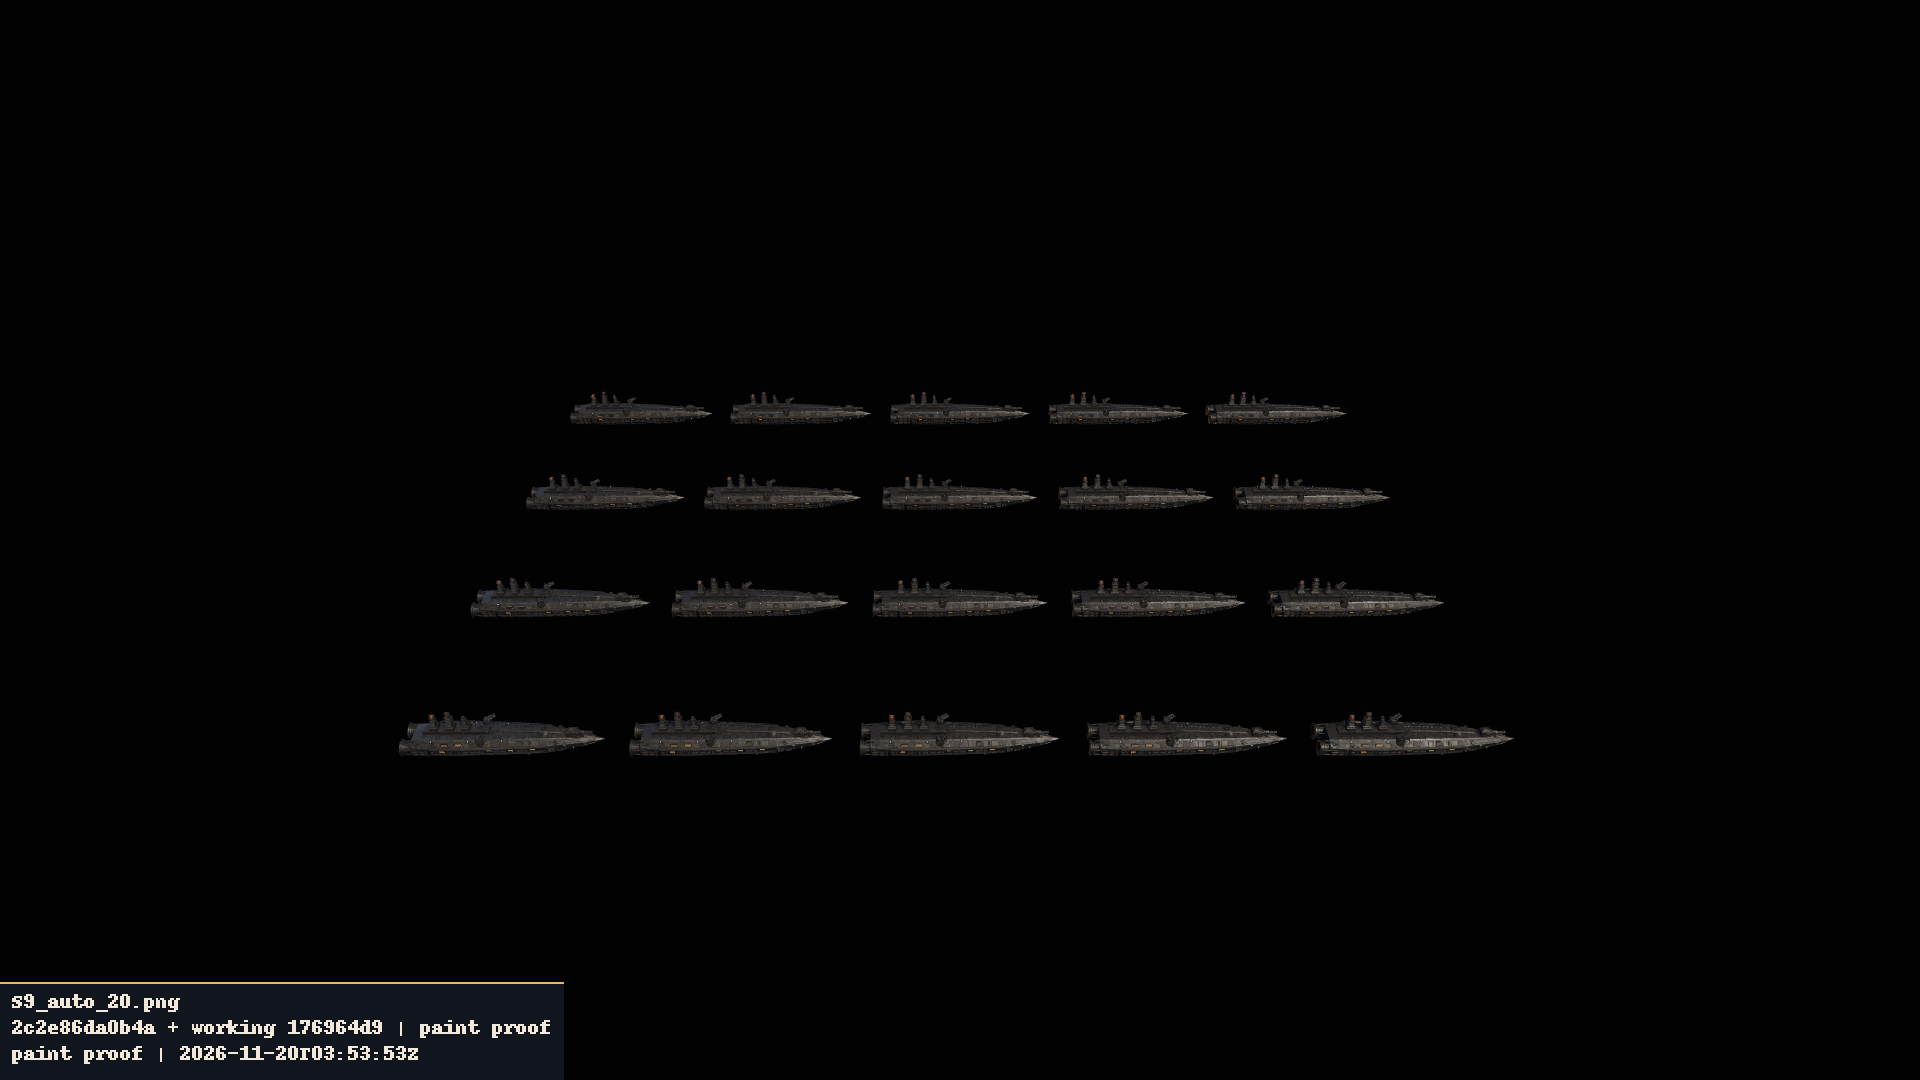 s9_auto_20.png
2c2e86da0b4a + working 176964d9 | paint proof
paint proof | 2026-11-20T03:53:53Z